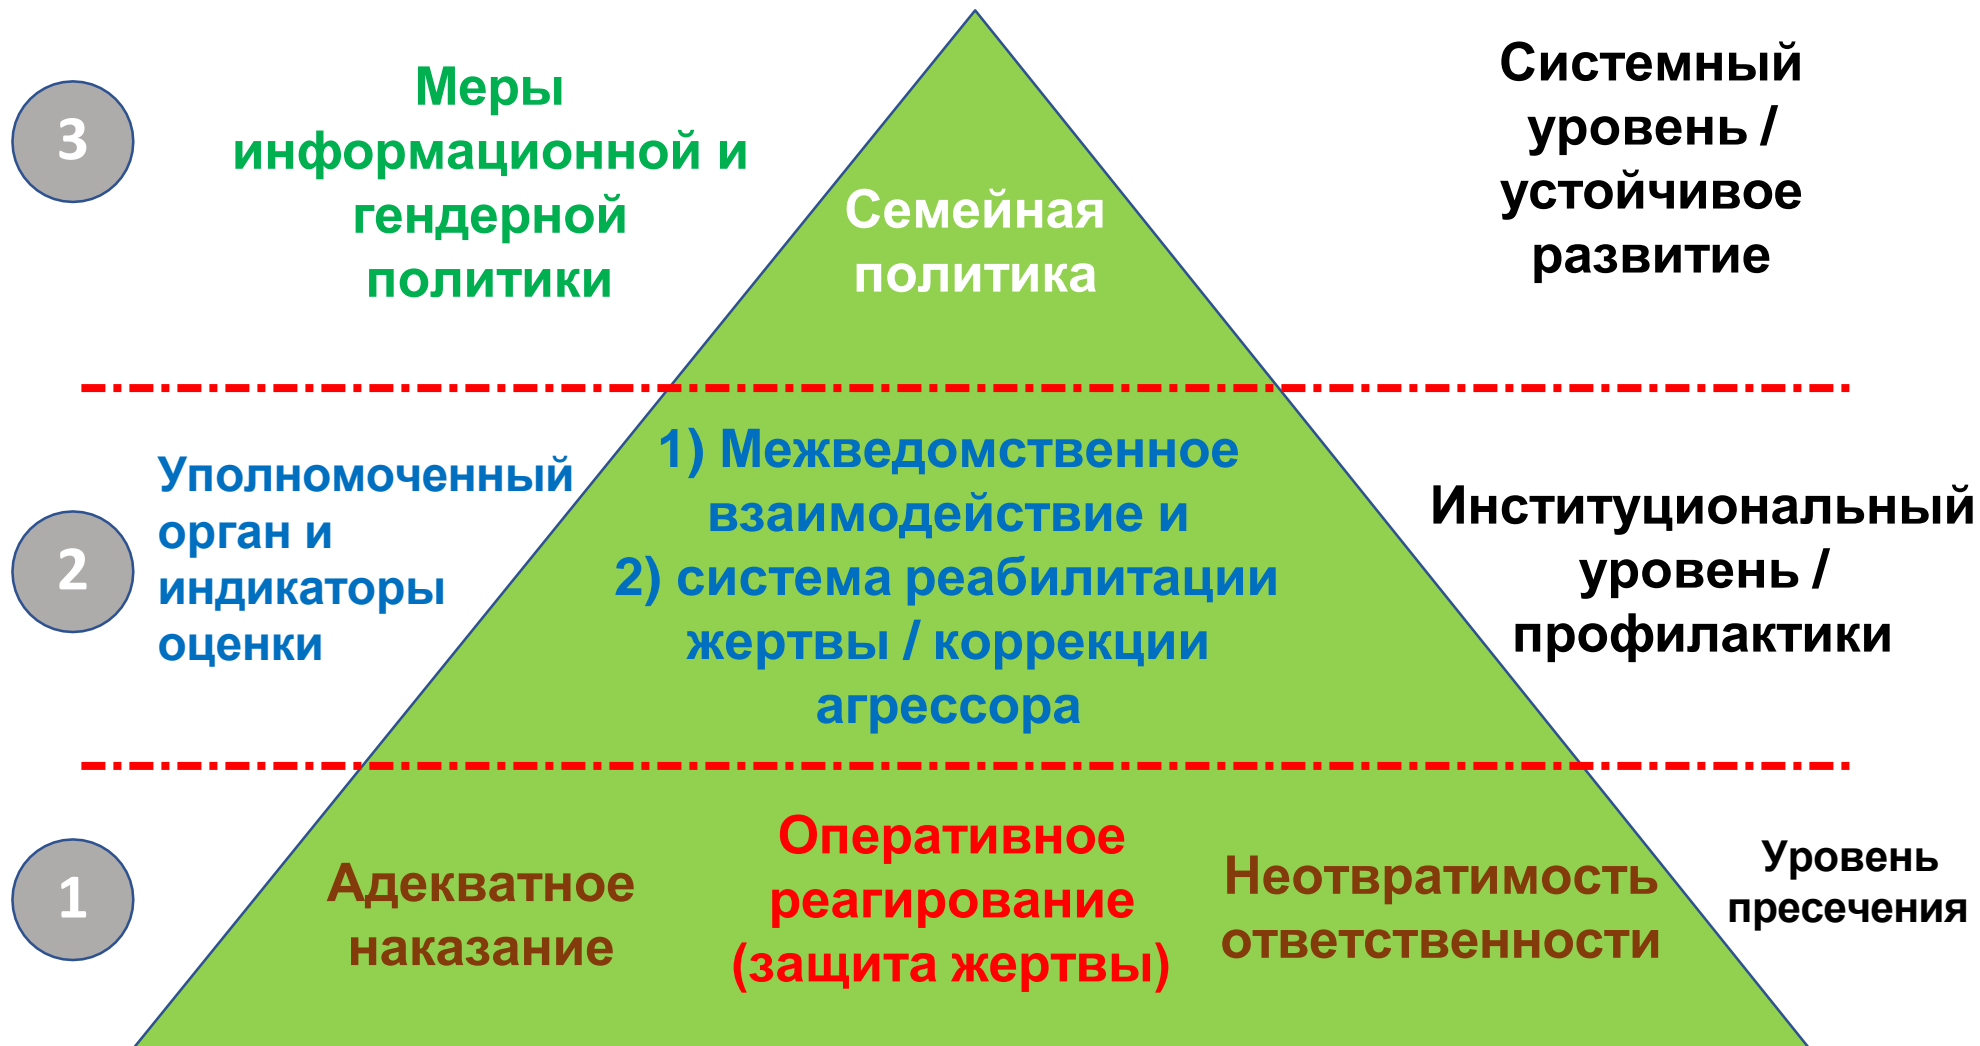 3
Меры
информационной и
гендерной
политики
Семейная
политика
Системный
уровень /
устойчивое
развитие
2
Уполномоченный
орган и
индикаторы
оценки
1) Межведомственное
взаимодействие и
2) система реабилитации
жертвы / коррекции
агрессора
Институциональный
уровень /
профилактики
1
Адекватное
наказание
Оперативное
реагирование
(защита жертвы)
Неотвратимость
ответственности
Уровень
пресечения